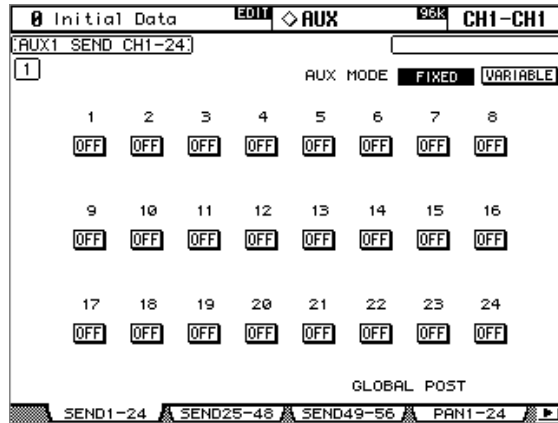 0 Initial Data EDIT ◇AUX 96K CH1-CH1
AUX1 SEND CH1-24
1 AUX MODE FIXED VARIABLE
1 2 3 4 5 6 7 8
OFF OFF OFF OFF OFF OFF OFF OFF
9 10 11 12 13 14 15 16
OFF OFF OFF OFF OFF OFF OFF OFF
17 18 19 20 21 22 23 24
OFF OFF OFF OFF OFF OFF OFF OFF
GLOBAL POST
SEND1-24 SEND25-48 SEND49-56 PAN1-24